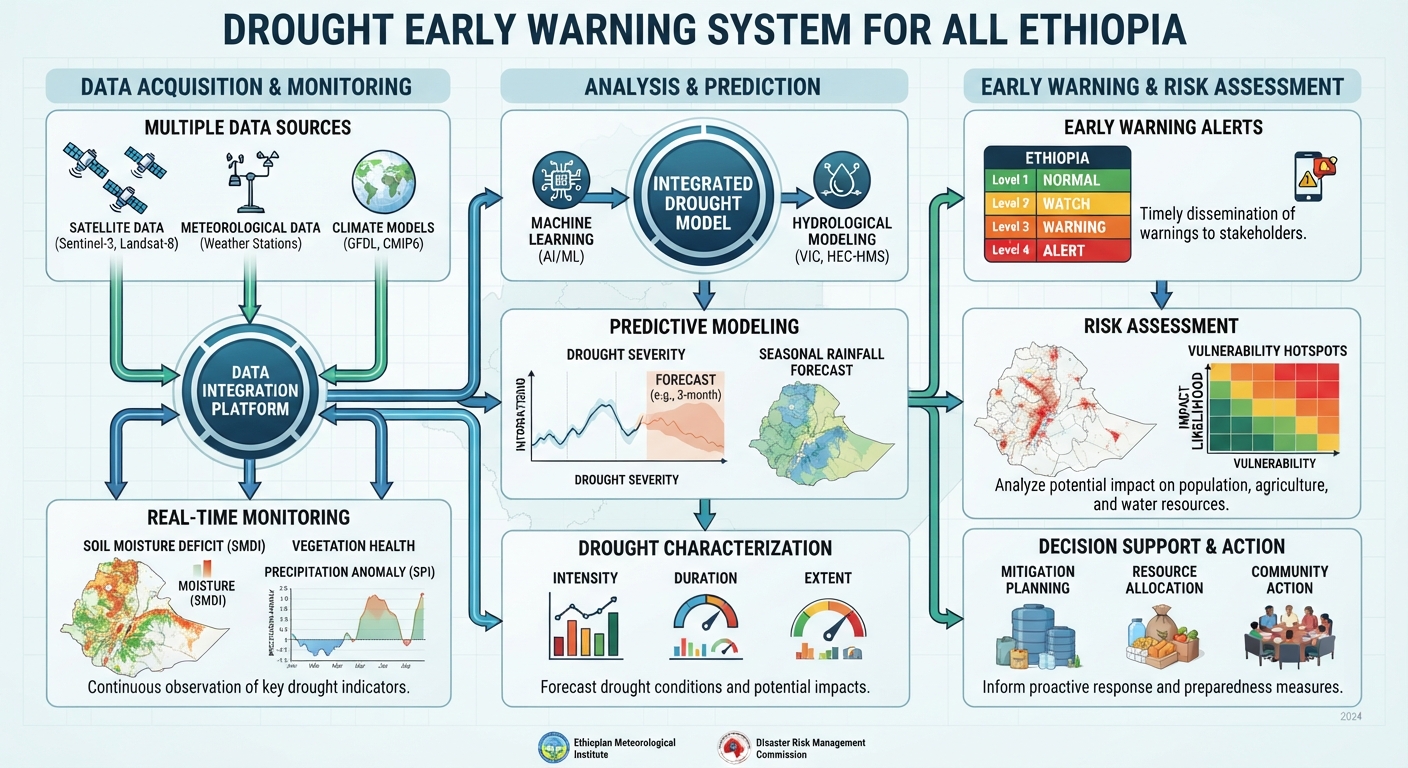 DROUGHT EARLY WARNING SYSTEM FOR ALL ETHIOPIA
DATA ACQUISITION & MONITORING
MULTIPLE DATA SOURCES
SATELLITE DATA
(Sentinel-3, Landsat-8)
METEOROLOGICAL DATA
(Weather Stations)
CLIMATE MODELS
(GFDL, CMIP6)
DATA
INTEGRATION
PLATFORM
REAL-TIME MONITORING
SOIL MOISTURE DEFICIT (SMDI)
MOISTURE
(SMDI)
VEGETATION HEALTH
PRECIPITATION ANOMALY (SPI)
Continuous observation of key drought indicators.
ANALYSIS & PREDICTION
MACHINE
LEARNING
(AI/ML)
INTEGRATED
DROUGHT
MODEL
HYDROLOGICAL
MODELING
(VIC, HEC-HMS)
PREDICTIVE MODELING
DROUGHT SEVERITY
FORECAST
(e.g., 3-month)
DROUGHT SEVERITY
SEASONAL RAINFALL
FORECAST
DROUGHT CHARACTERIZATION
INTENSITY
DURATION
EXTENT
Forecast drought conditions and potential impacts.
EARLY WARNING & RISK ASSESSMENT
EARLY WARNING ALERTS
ETHIOPIA
Level 1 NORMAL
Level 2 WATCH
Level 3 WARNING
Level 4 ALERT
Timely dissemination of
warnings to stakeholders.
RISK ASSESSMENT
VULNERABILITY HOTSPOTS
IMPACT
LIKELIHOOD
VULNERABILITY
Analyze potential impact on population, agriculture,
and water resources.
DECISION SUPPORT & ACTION
MITIGATION
PLANNING
RESOURCE
ALLOCATION
COMMUNITY
ACTION
Inform proactive response and preparedness measures.
2024
Ethiopian Meteorological
Institute
Disaster Risk Management
Commission